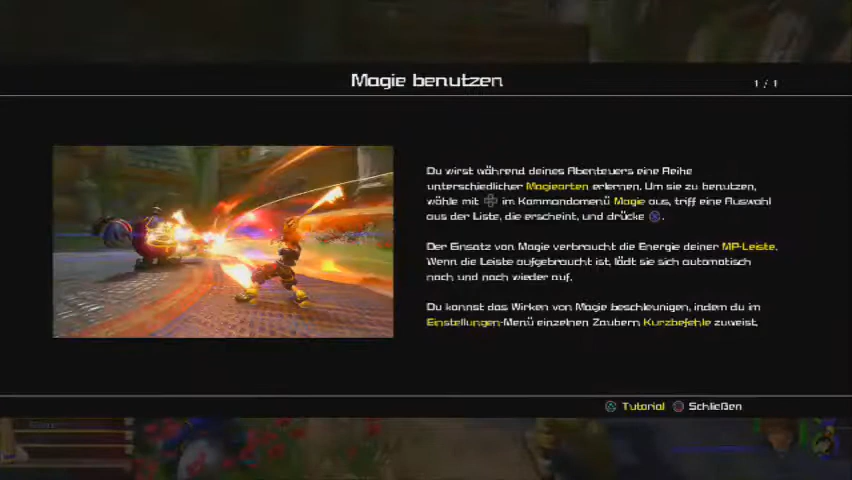 Magie benutzen
1 / 1
Du wirst während deines Abenteuers eine Reihe
unterschiedlicher Magiearten erlernen. Um sie zu benutzen,
wähle mit im Kommandomenü Magie aus, triff eine Auswahl
aus der Liste, die erscheint, und drücke .
Der Einsatz von Magie verbraucht die Energie deiner MP-Leiste.
Wenn die Leiste aufgebraucht ist, lädt sie sich automatisch
nach und nach wieder auf.
Du kannst das Wirken von Magie beschleunigen, indem du im
Einstellungen-Menü einzelnen Zaubern Kurzbefehle zuweist.
Tutorial Schließen